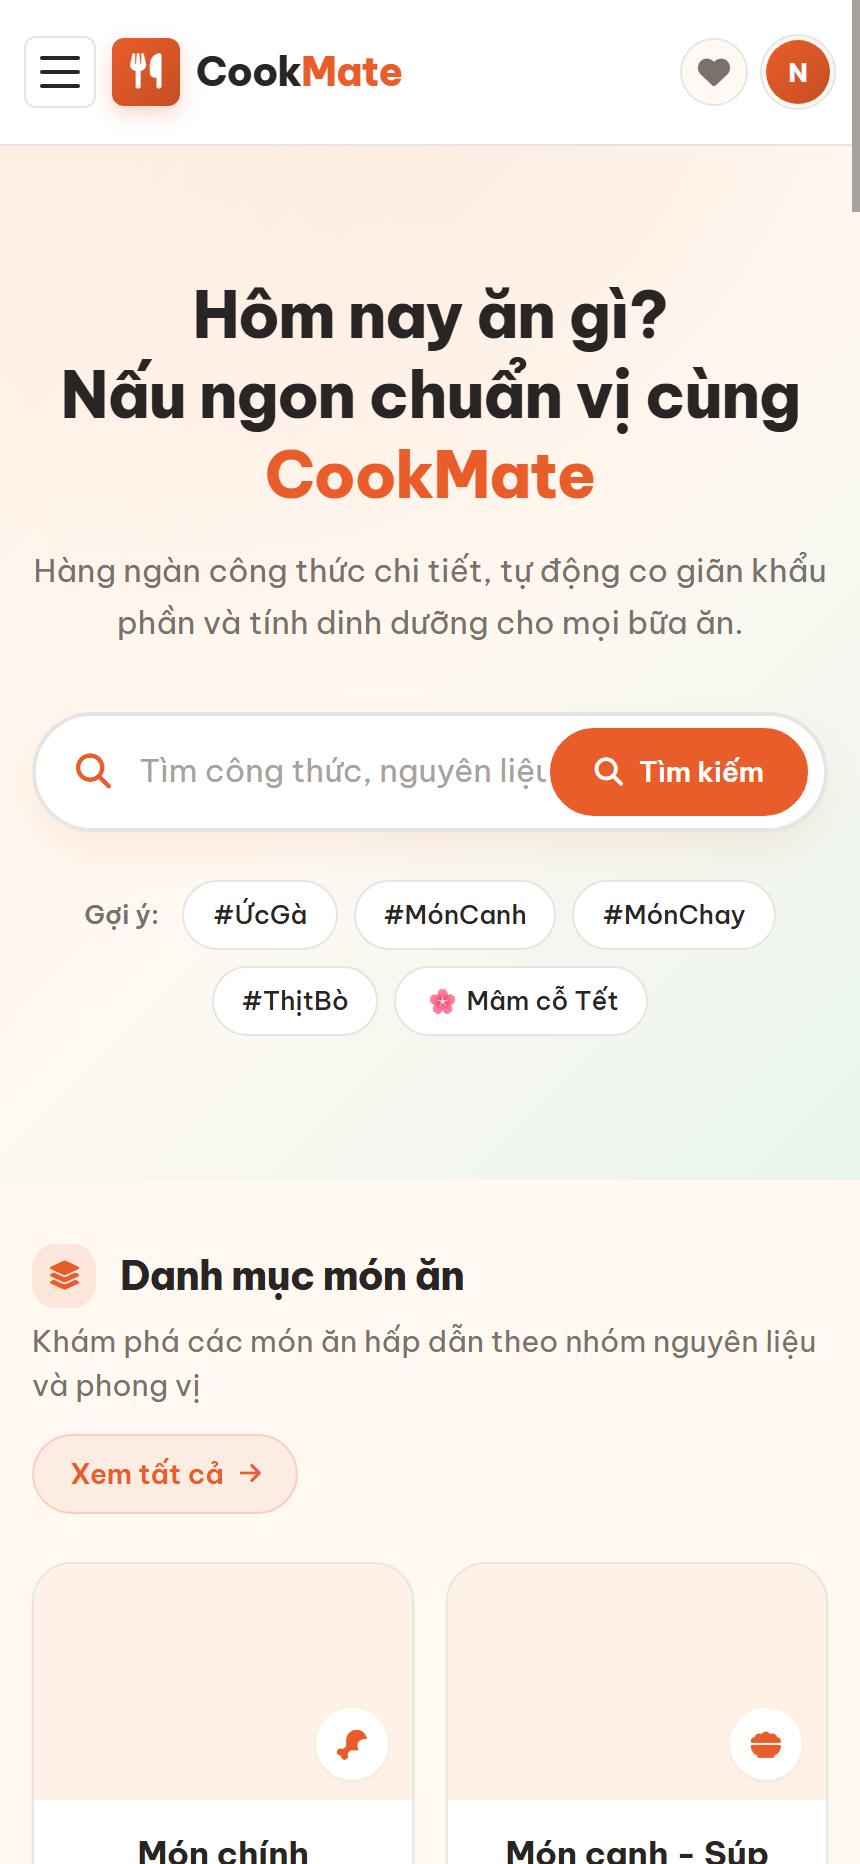 CookMate
N
Hôm nay ăn gì?
Nấu ngon chuẩn vị cùng
CookMate
Hàng ngàn công thức chi tiết, tự động co giãn khẩu
phần và tính dinh dưỡng cho mọi bữa ăn.
Tìm công thức, nguyên liệu
Tìm kiếm
Gợi ý:
#ỨcGà
#MónCanh
#MónChay
#ThịtBò
🌸 Mâm cỗ Tết
Danh mục món ăn
Khám phá các món ăn hấp dẫn theo nhóm nguyên liệu
và phong vị
Xem tất cả →
Món chính
Món canh - Súp